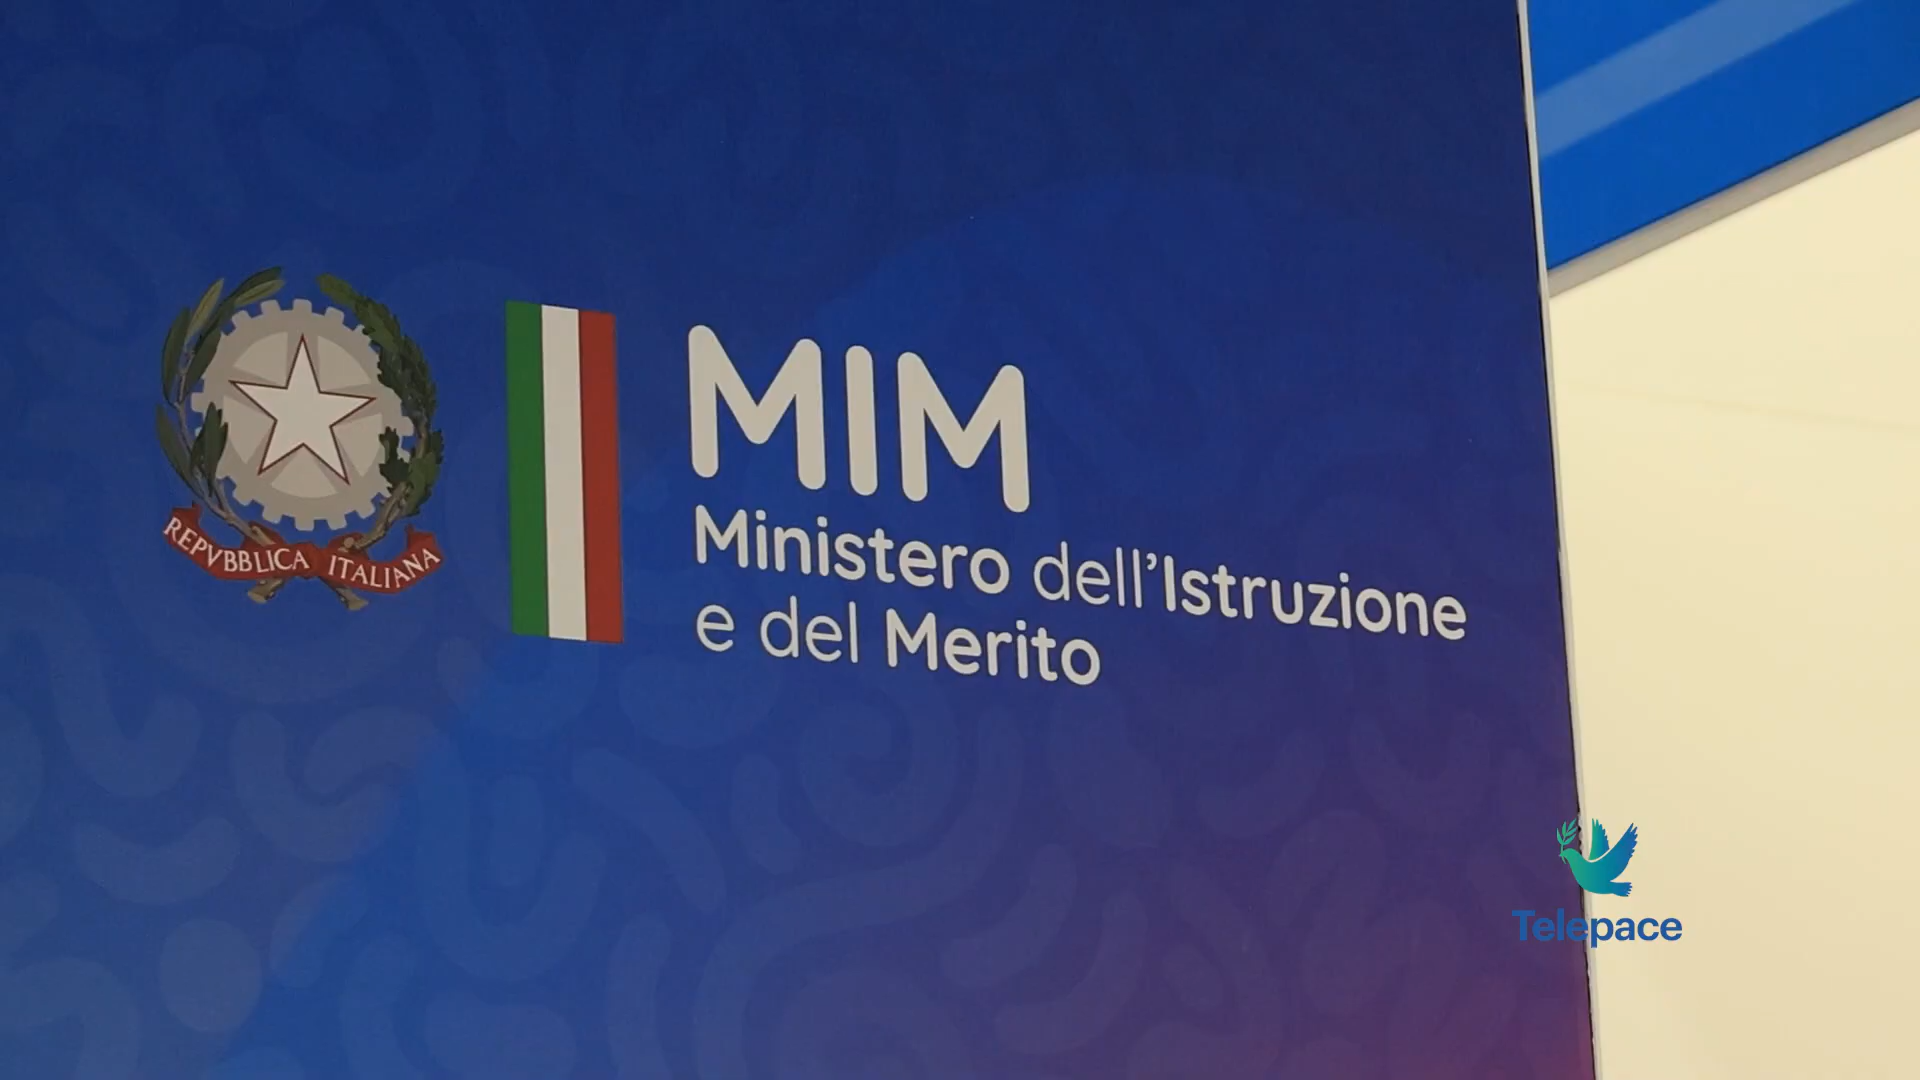 MIM
Ministero dell'Istruzione
e del Merito
REPVBBLICA ITALIANA
Telepace